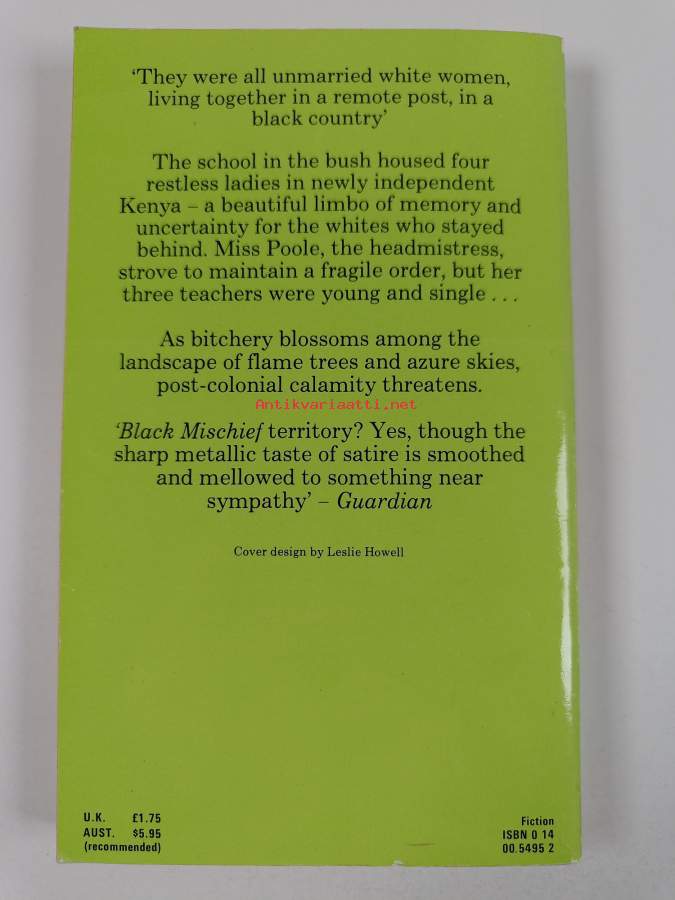 ‘They were all unmarried white women,
living together in a remote post, in a
black country’
The school in the bush housed four
restless ladies in newly independent
Kenya – a beautiful limbo of memory and
uncertainty for the whites who stayed
behind. Miss Poole, the headmistress,
strove to maintain a fragile order, but her
three teachers were young and single . . .
As bitchery blossoms among the
landscape of flame trees and azure skies,
post-colonial calamity threatens.
Antikvariaatti.net
‘Black Mischief territory? Yes, though the
sharp metallic taste of satire is smoothed
and mellowed to something near
sympathy’ – Guardian
Cover design by Leslie Howell
U.K. £1.75
AUST. $5.95
(recommended)
Fiction
ISBN 0 14
00.5495 2